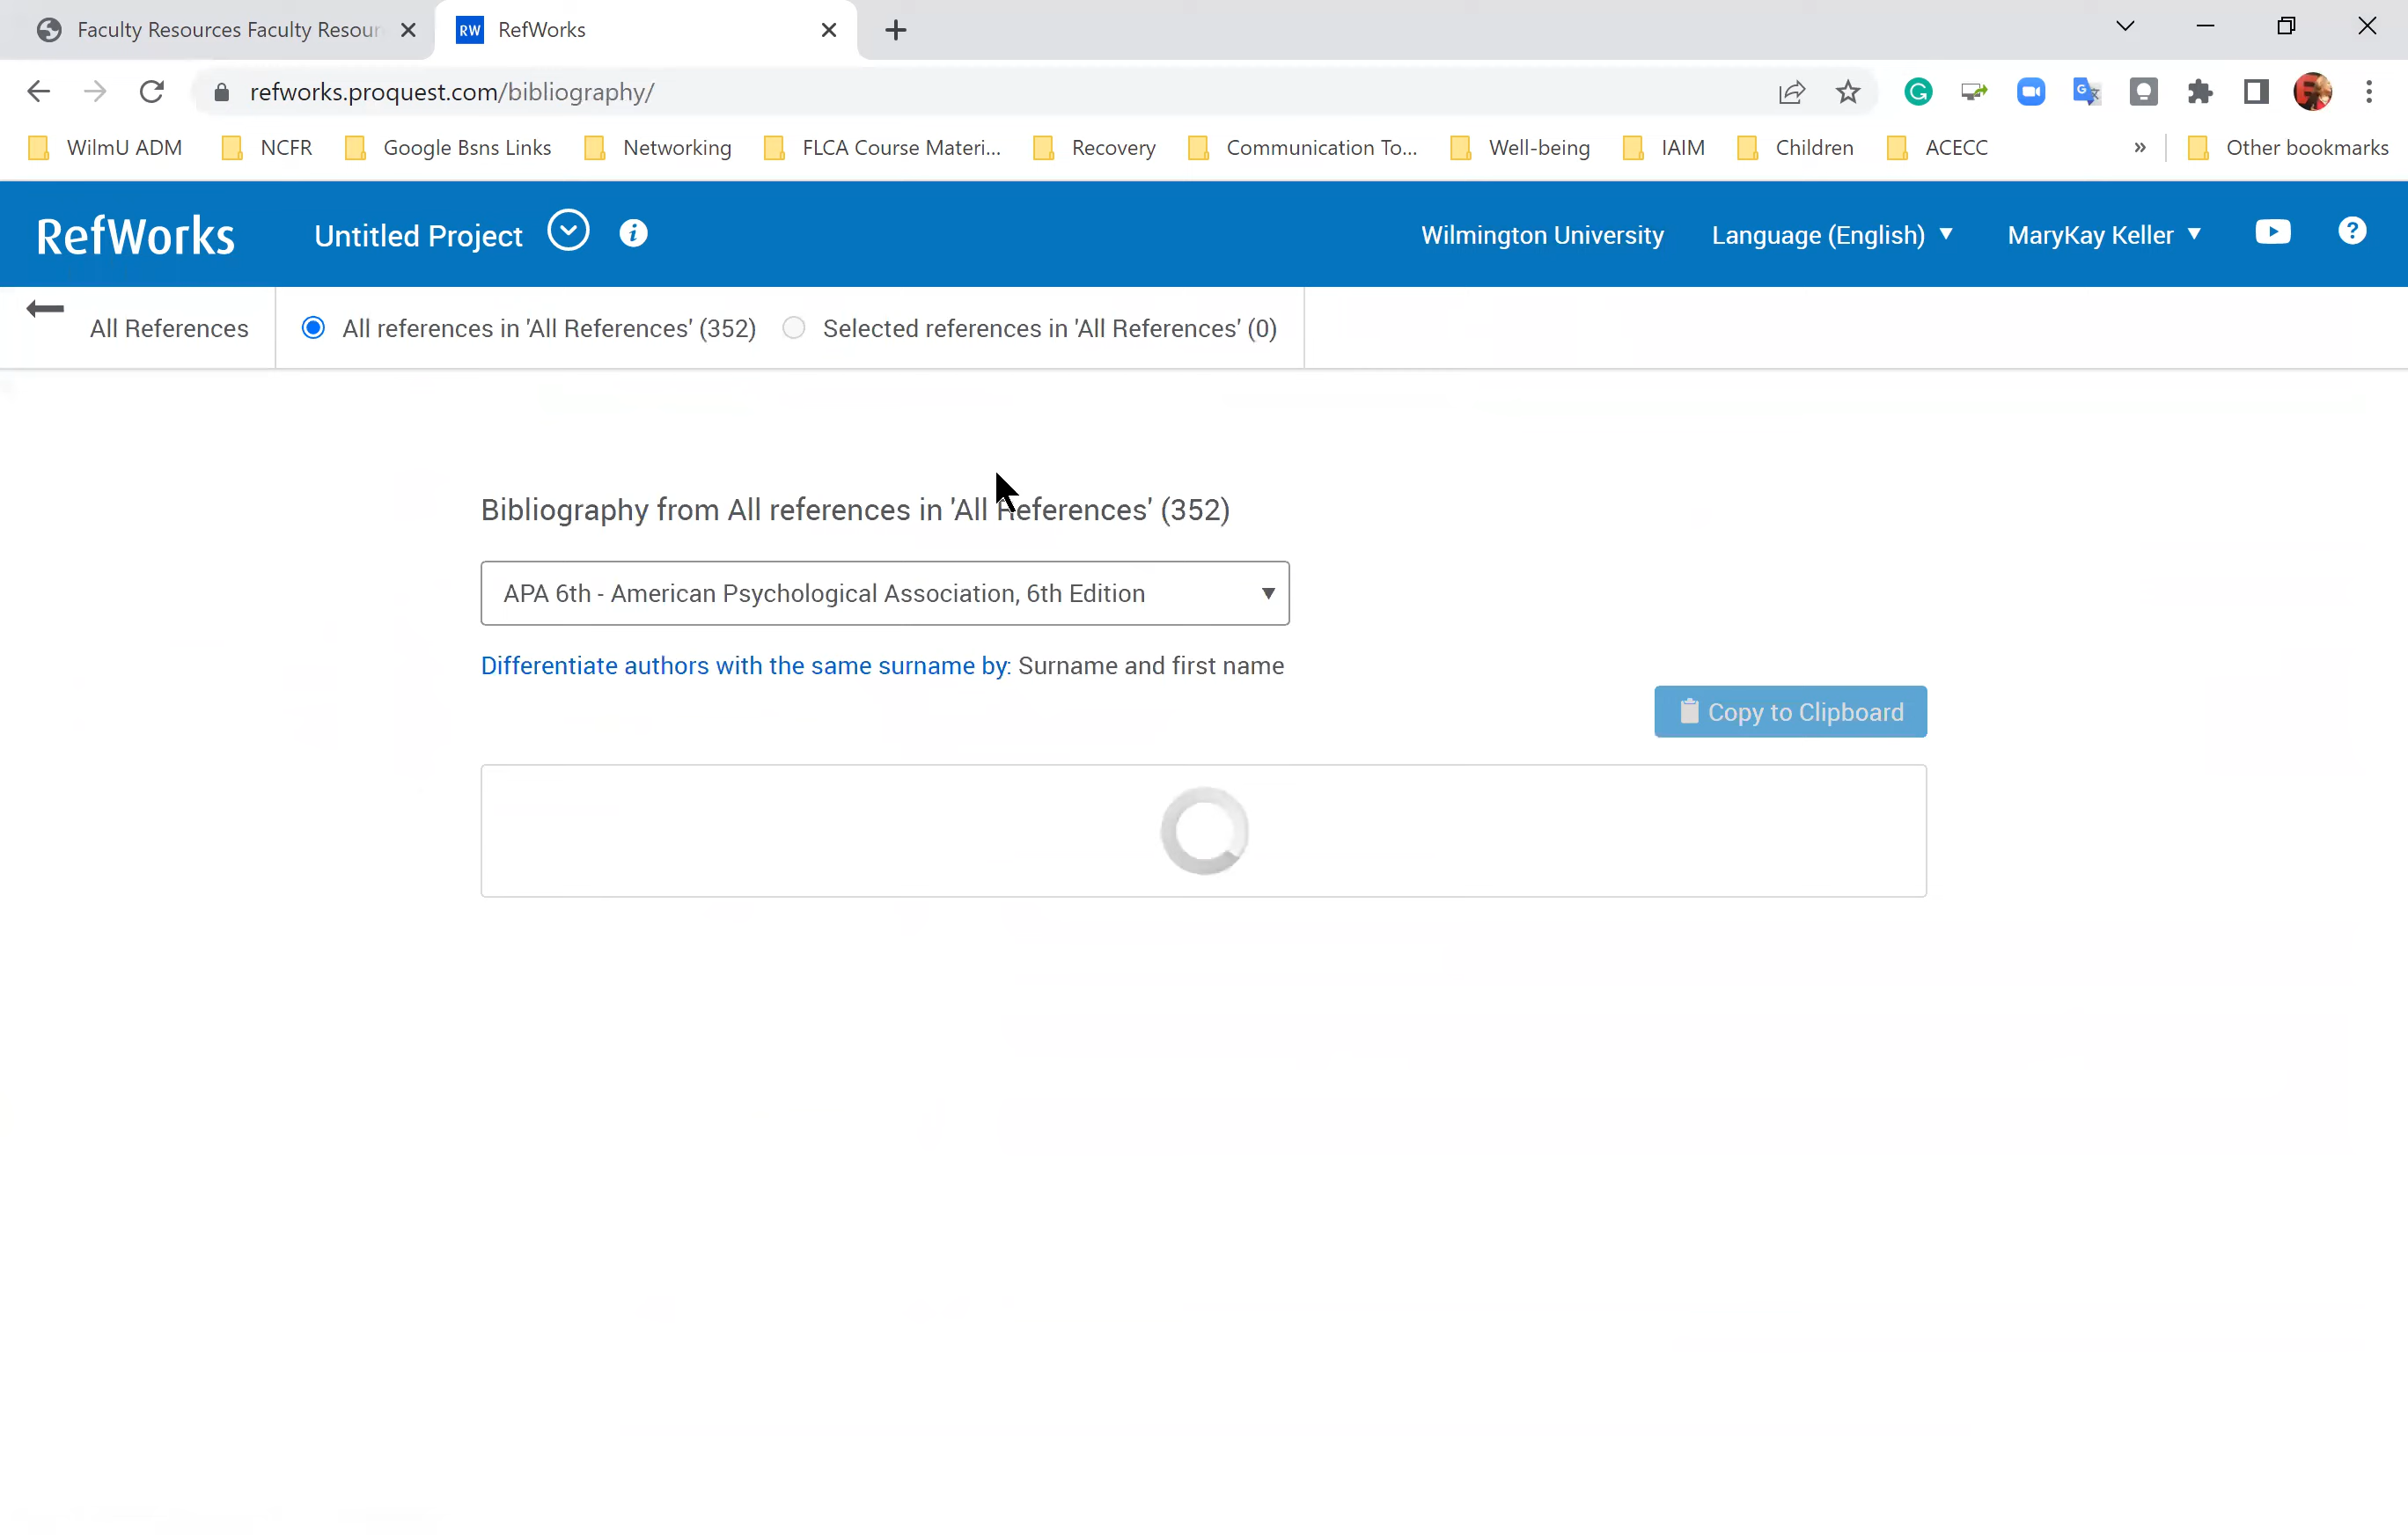 Faculty Resources Faculty Resour
RW RefWorks
refworks.proquest.com/bibliography/
WilmU ADM NCFR Google Bsns Links Networking FLCA Course Materi... Recovery Communication To... Well-being IAIM Children ACECC » Other bookmarks
RefWorks Untitled Project Wilmington University Language (English) MaryKay Keller
All References All references in 'All References' (352) Selected references in 'All References' (0)
Bibliography from All references in 'All References' (352)
APA 6th - American Psychological Association, 6th Edition
Differentiate authors with the same surname by: Surname and first name
Copy to Clipboard